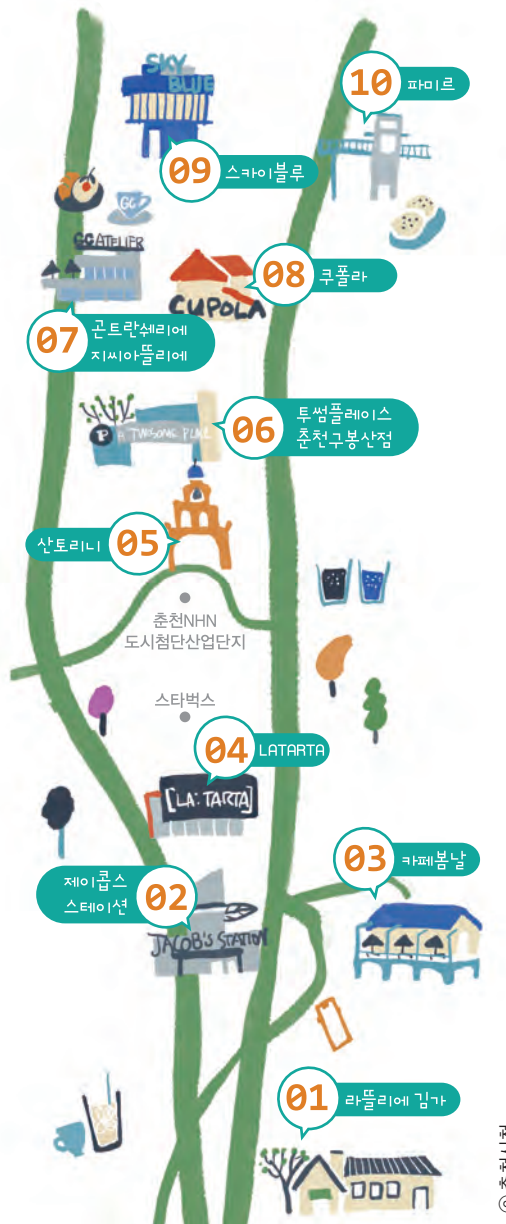 SKY
BLUE
10 파미르
09 스카이블루
GC
GC ATELIER
08 쿠폴라
CUPOLA
07 곤트란쉐리에
지씨아뜰리에
06 투썸플레이스
춘천구봉산점
A TWOSOME PLACE
산토리니 05
춘천NHN
도시첨단산업단지
스타벅스
04 LATARTA
[LA: TARTA]
03 카페봄날
제이콥스
스테이션 02
JACOB'S STATION
01 라뜰리에 김가